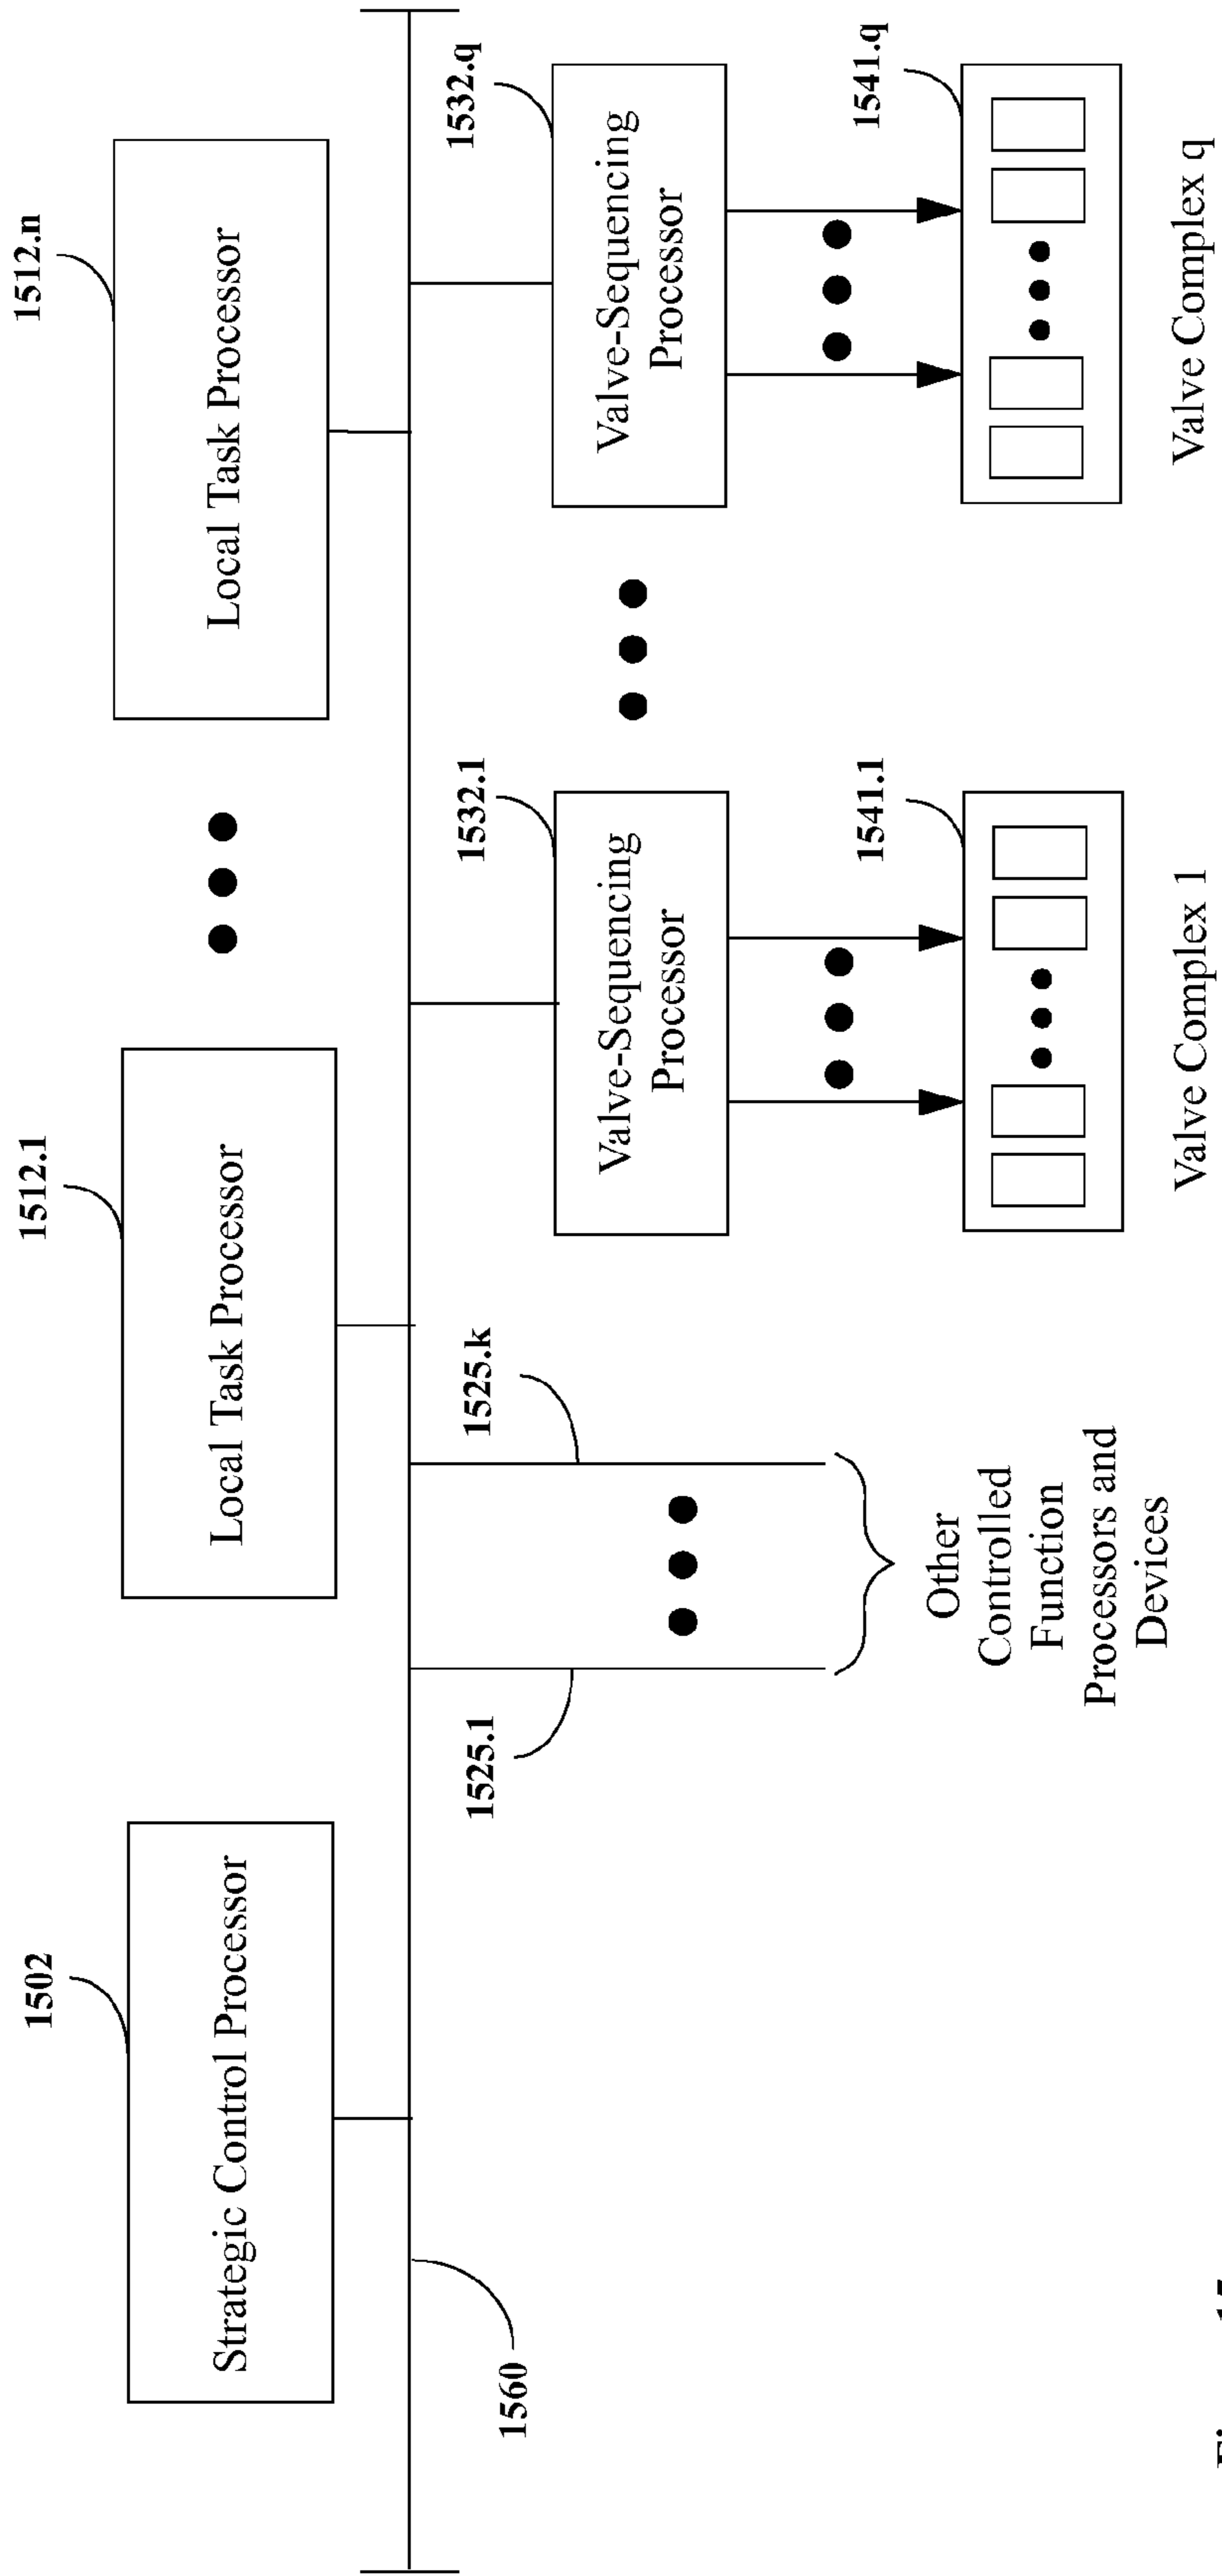 1502
1512.1
1512.n
Strategic Control Processor
Local Task Processor
Local Task Processor
1560
1525.1
1525.k
1532.1
1532.q
Valve-Sequencing
Processor
Valve-Sequencing
Processor
1541.1
1541.q
Other
Controlled
Function
Processors and
Devices
Valve Complex 1
Valve Complex q